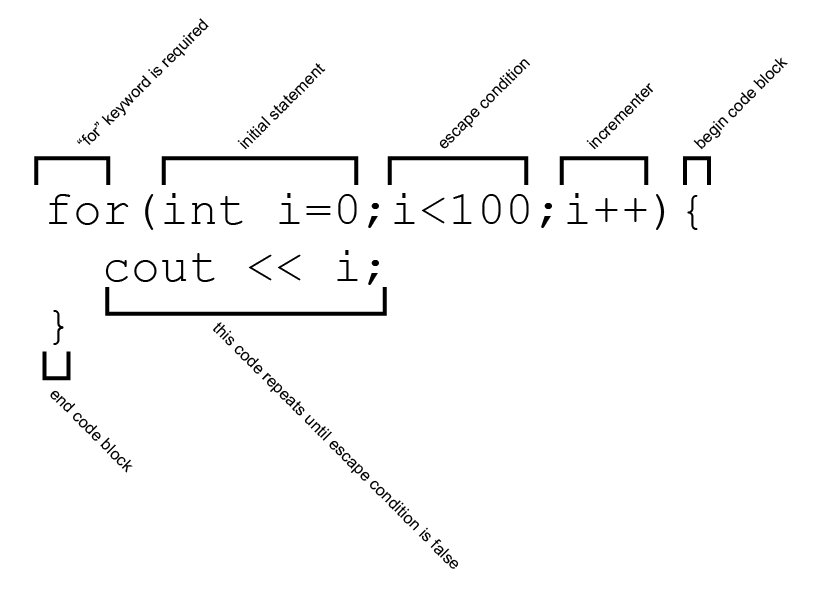 “for” keyword is required
initial statement
escape condition
incrementer
begin code block
for(int i=0;i<100;i++){
cout << i;
}
this code repeats until escape condition is false
end code block